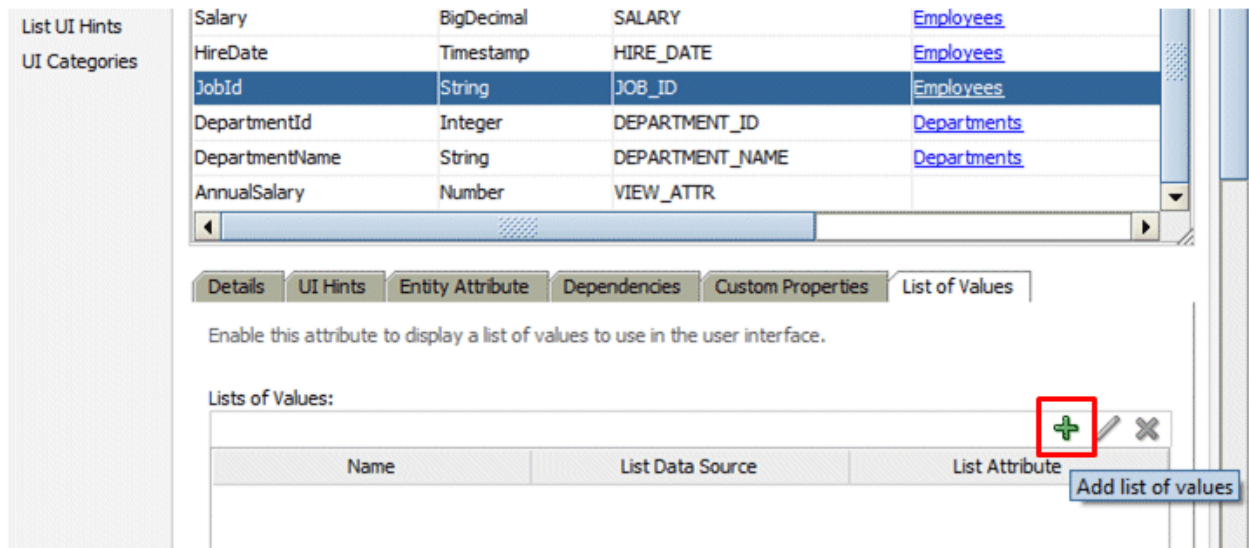 List UI Hints
UI Categories
Salary BigDecimal SALARY Employees
HireDate Timestamp HIRE_DATE Employees
JobId String JOB_ID Employees
DepartmentId Integer DEPARTMENT_ID Departments
DepartmentName String DEPARTMENT_NAME Departments
AnnualSalary Number VIEW_ATTR
Details UI Hints Entity Attribute Dependencies Custom Properties List of Values
Enable this attribute to display a list of values to use in the user interface.
Lists of Values:
Name List Data Source List Attribute
Add list of values